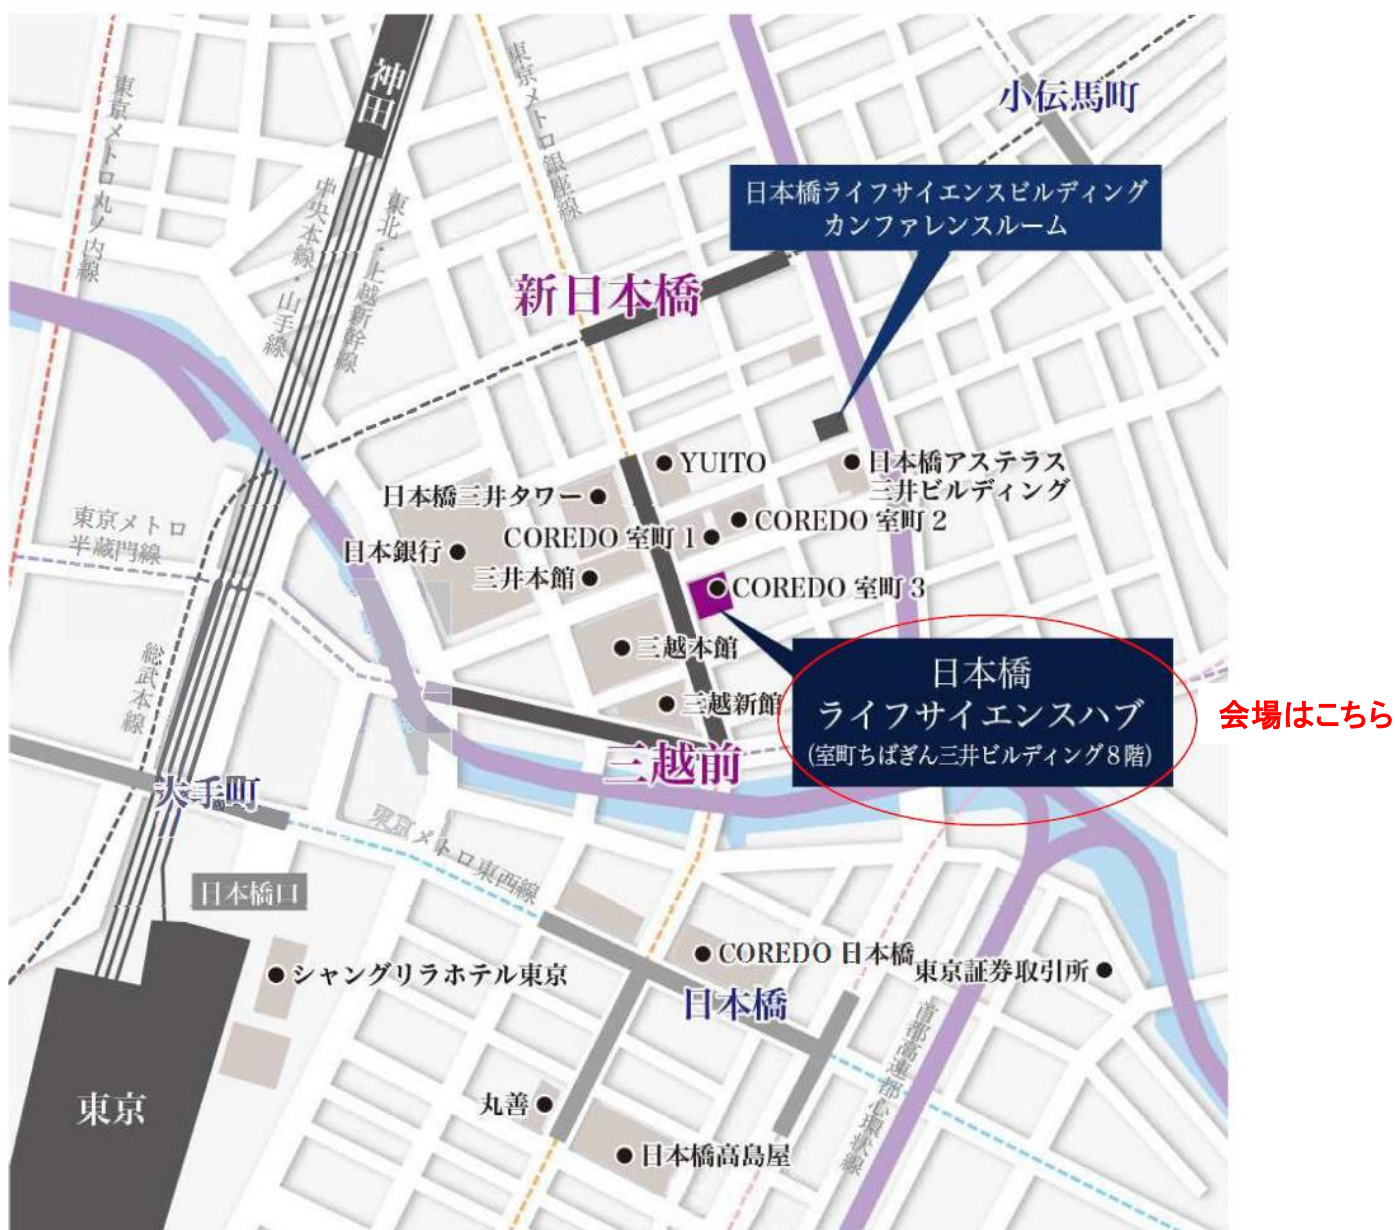 神田
東京メトロ丸ノ内線
中央本線・山手線
東北・上越新幹線
東京メトロ銀座線
小伝馬町
日本橋ライフサイエンスビルディング
カンファレンスルーム
新日本橋
YUITO
日本橋アステラス
三井ビルディング
日本橋三井タワー
COREDO 室町 2
COREDO 室町 1
東京メトロ
半蔵門線
日本銀行
三井本館
COREDO 室町 3
三越本館
三越新館
総武本線
日本橋
ライフサイエンスハブ
(室町ちばぎん三井ビルディング8階)
会場はこちら
三越前
大手町
東京メトロ東西線
日本橋口
COREDO 日本橋
東京証券取引所
シャングリラホテル東京
日本橋
首都高速都心環状線
丸善
東京
日本橋高島屋